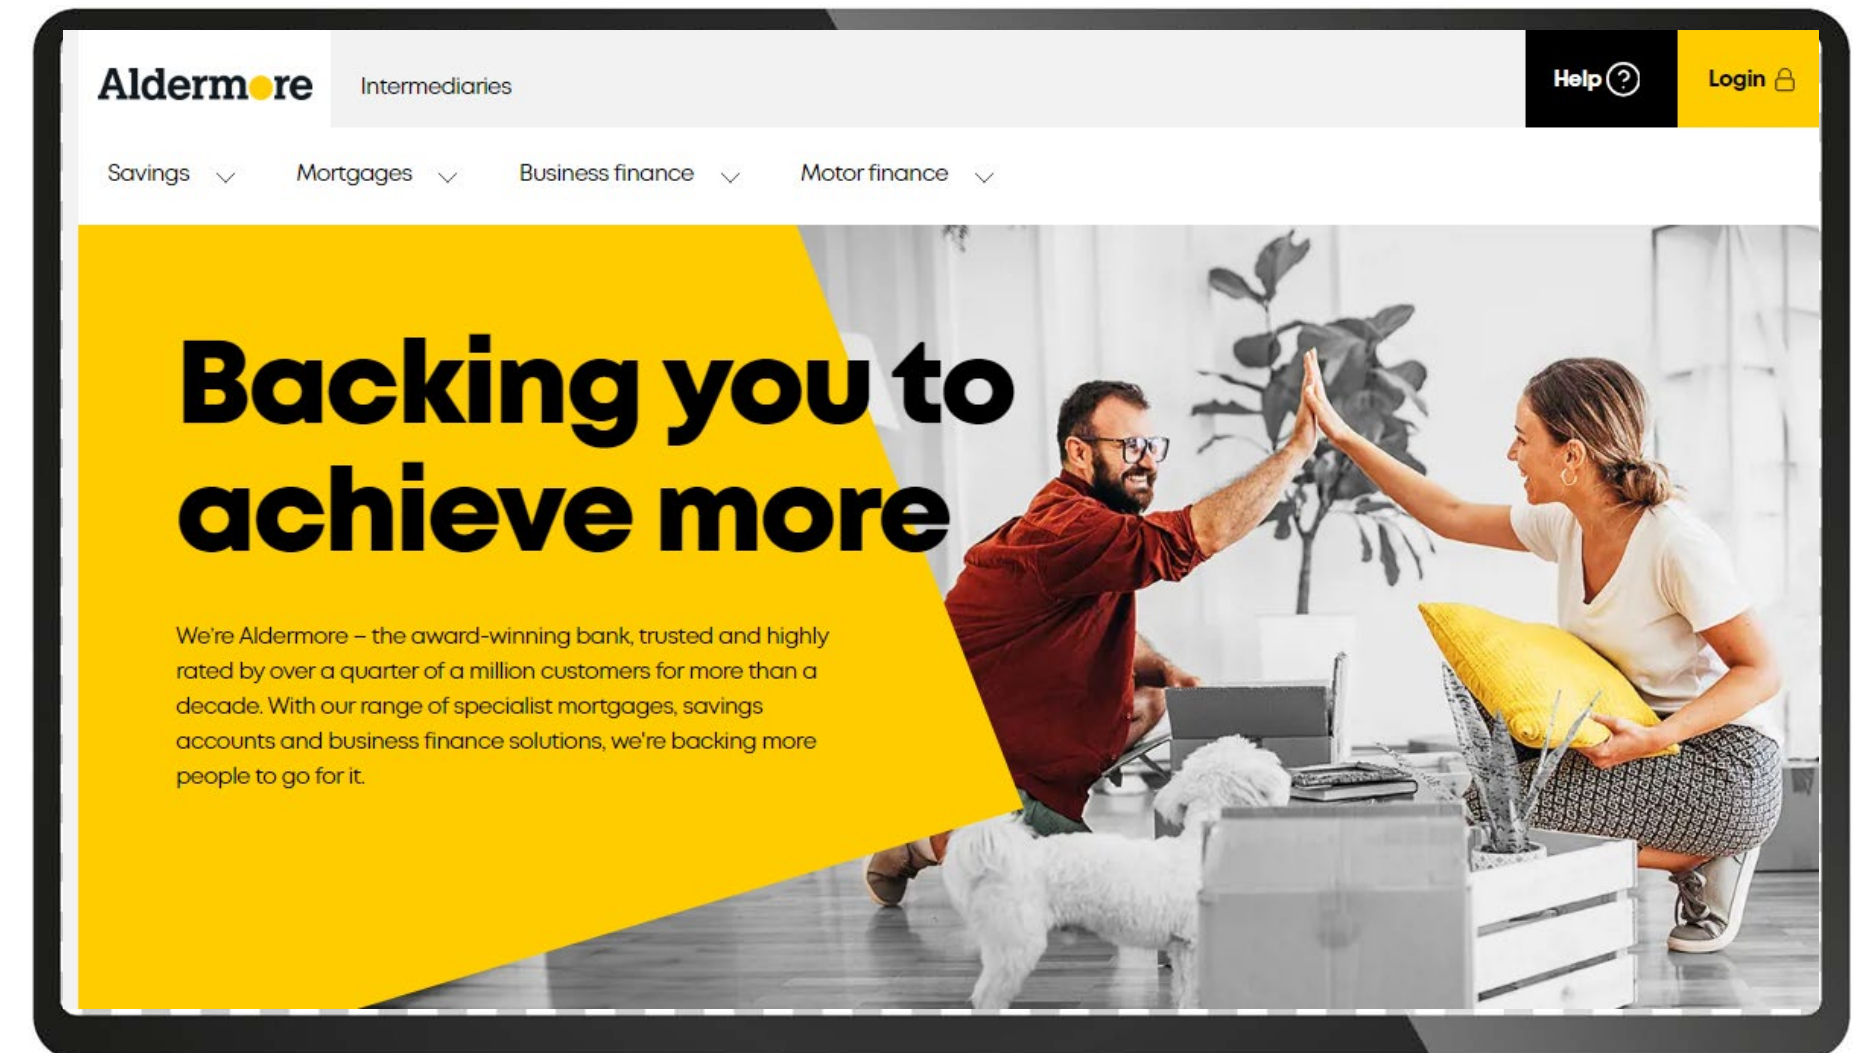 Aldermore
Intermediaries
Help ?
Login
Savings
Mortgages
Business finance
Motor finance
Backing you to
achieve more
We're Aldermore – the award-winning bank, trusted and highly
rated by over a quarter of a million customers for more than a
decade. With our range of specialist mortgages, savings
accounts and business finance solutions, we're backing more
people to go for it.